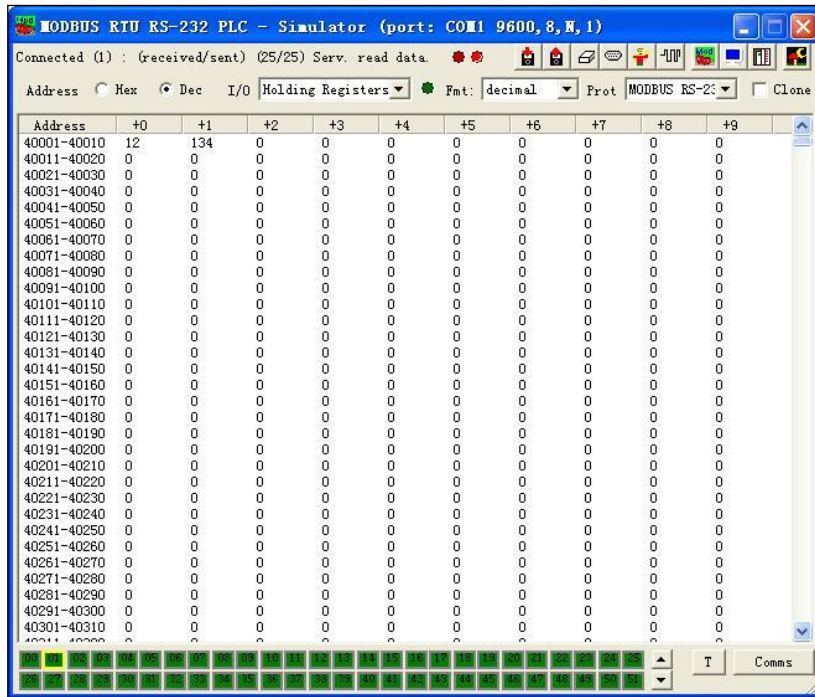 MODBUS RTU RS-232 PLC - Simulator (port: COM1 9600,8,N,1)
Connected (1) : (received/sent) (25/25) Serv. read data.
Address Hex Dec I/O Holding Registers Fmt: decimal Prot MODBUS RS-23 Clone
Address +0 +1 +2 +3 +4 +5 +6 +7 +8 +9
40001-40010 12 134 0 0 0 0 0 0 0 0
40011-40020 0 0 0 0 0 0 0 0 0 0
40021-40030 0 0 0 0 0 0 0 0 0 0
40031-40040 0 0 0 0 0 0 0 0 0 0
40041-40050 0 0 0 0 0 0 0 0 0 0
40051-40060 0 0 0 0 0 0 0 0 0 0
40061-40070 0 0 0 0 0 0 0 0 0 0
40071-40080 0 0 0 0 0 0 0 0 0 0
40081-40090 0 0 0 0 0 0 0 0 0 0
40091-40100 0 0 0 0 0 0 0 0 0 0
40101-40110 0 0 0 0 0 0 0 0 0 0
40111-40120 0 0 0 0 0 0 0 0 0 0
40121-40130 0 0 0 0 0 0 0 0 0 0
40131-40140 0 0 0 0 0 0 0 0 0 0
40141-40150 0 0 0 0 0 0 0 0 0 0
40151-40160 0 0 0 0 0 0 0 0 0 0
40161-40170 0 0 0 0 0 0 0 0 0 0
40171-40180 0 0 0 0 0 0 0 0 0 0
40181-40190 0 0 0 0 0 0 0 0 0 0
40191-40200 0 0 0 0 0 0 0 0 0 0
40201-40210 0 0 0 0 0 0 0 0 0 0
40211-40220 0 0 0 0 0 0 0 0 0 0
40221-40230 0 0 0 0 0 0 0 0 0 0
40231-40240 0 0 0 0 0 0 0 0 0 0
40241-40250 0 0 0 0 0 0 0 0 0 0
40251-40260 0 0 0 0 0 0 0 0 0 0
40261-40270 0 0 0 0 0 0 0 0 0 0
40271-40280 0 0 0 0 0 0 0 0 0 0
40281-40290 0 0 0 0 0 0 0 0 0 0
40291-40300 0 0 0 0 0 0 0 0 0 0
40301-40310 0 0 0 0 0 0 0 0 0 0
00 01 02 03 04 05 06 07 08 09 10 11 12 13 14 15 16 17 18 19 20 21 22 23 24 25 T Comms
26 27 28 29 30 31 32 33 34 35 36 37 38 39 40 41 42 43 44 45 46 47 48 49 50 51